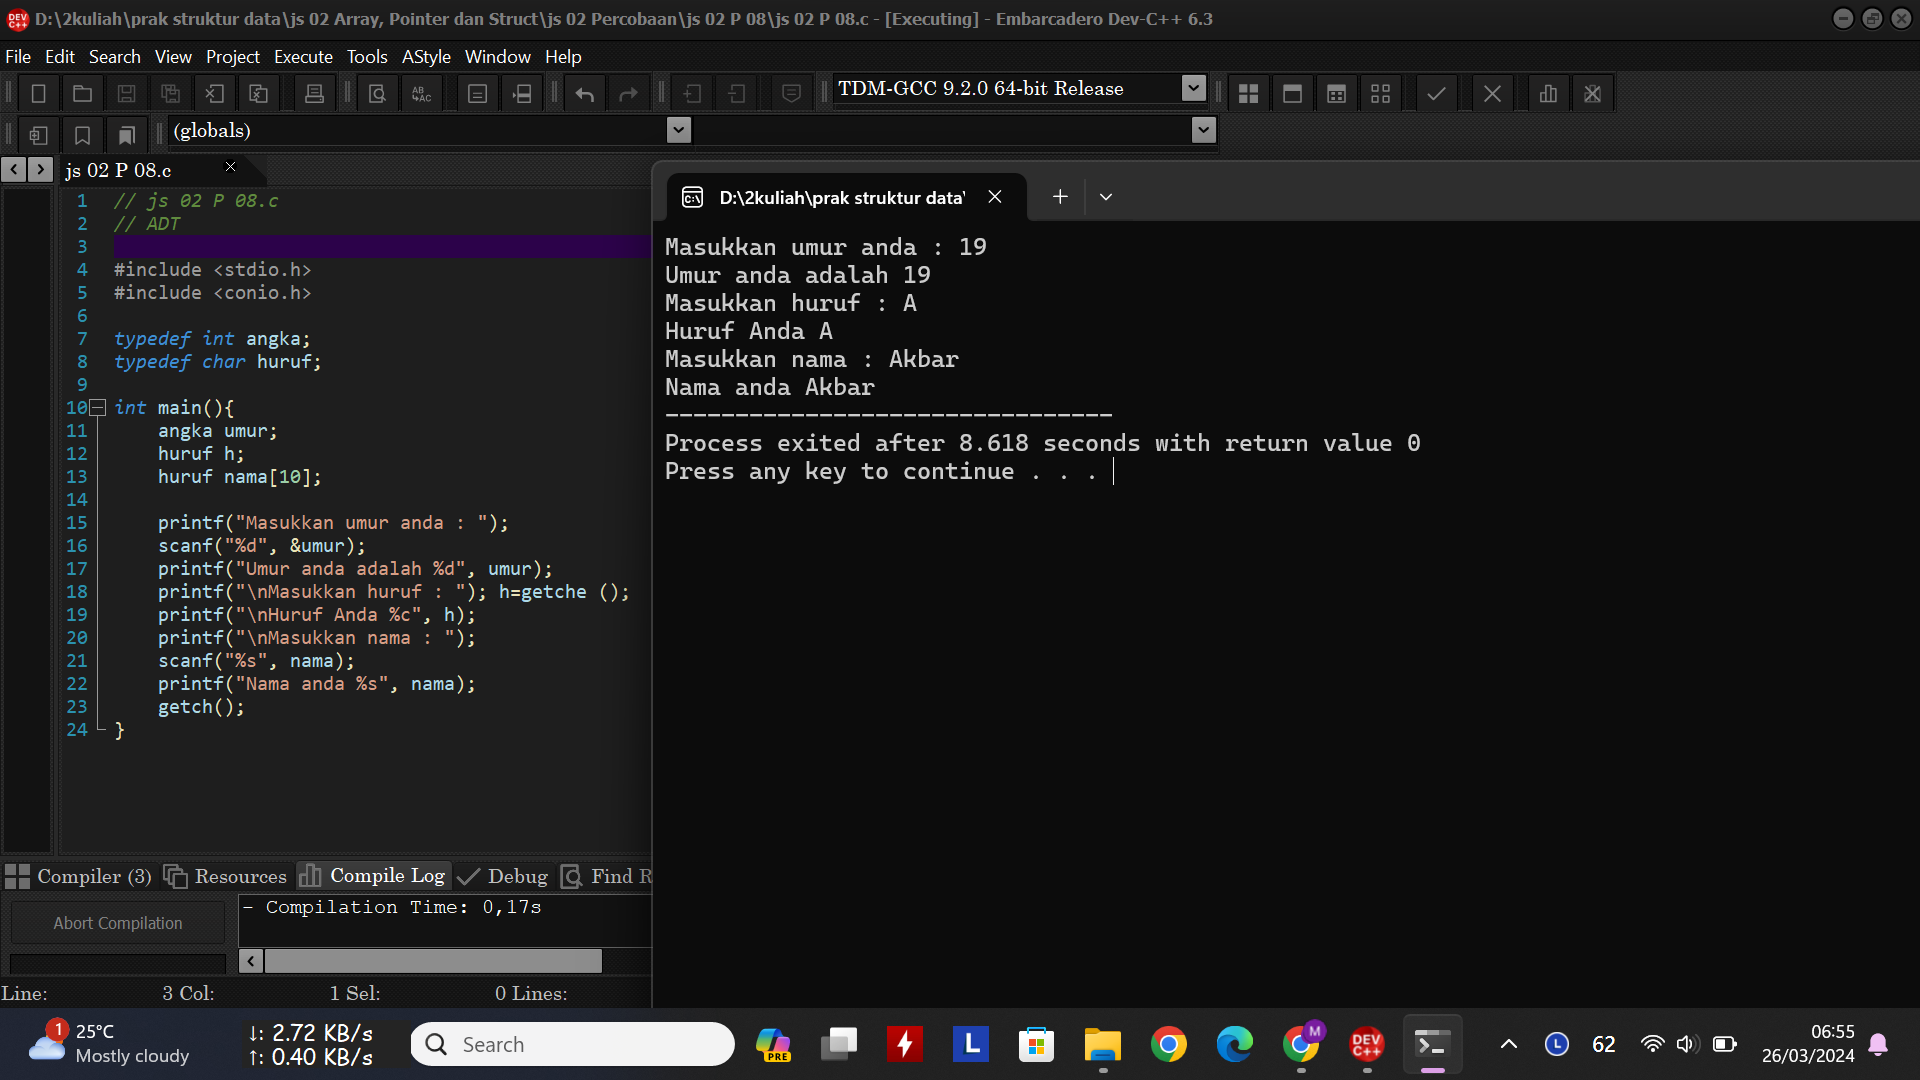 D:\2kuliah\prak struktur data\js 02 Array, Pointer dan Struct\js 02 Percobaan\js 02 P 08\js 02 P 08.c - [Executing] - Embarcadero Dev-C++ 6.3
File Edit Search View Project Execute Tools AStyle Window Help
TDM-GCC 9.2.0 64-bit Release
(globals)
js 02 P 08.c
1 // js 02 P 08.c
2 // ADT
3
4 #include <stdio.h>
5 #include <conio.h>
6
7 typedef int angka;
8 typedef char huruf;
9
10 int main(){
11 angka umur;
12 huruf h;
13 huruf nama[10];
14
15 printf("Masukkan umur anda : ");
16 scanf("%d", &umur);
17 printf("Umur anda adalah %d", umur);
18 printf("\nMasukkan huruf : "); h=getche ();
19 printf("\nHuruf Anda %c", h);
20 printf("\nMasukkan nama : ");
21 scanf("%s", nama);
22 printf("Nama anda %s", nama);
23 getch();
24 }
D:\2kuliah\prak struktur data\
Masukkan umur anda : 19
Umur anda adalah 19
Masukkan huruf : A
Huruf Anda A
Masukkan nama : Akbar
Nama anda Akbar
--------------------------------
Process exited after 8.618 seconds with return value 0
Press any key to continue . . .
Compiler (3) Resources Compile Log Debug Find R
Abort Compilation
- Compilation Time: 0,17s
Line: 3 Col: 1 Sel: 0 Lines:
1
25°C
Mostly cloudy
↓: 2.72 KB/s
↑: 0.40 KB/s
Search
PRE
L
M
DEV C++
L
62
06:55
26/03/2024